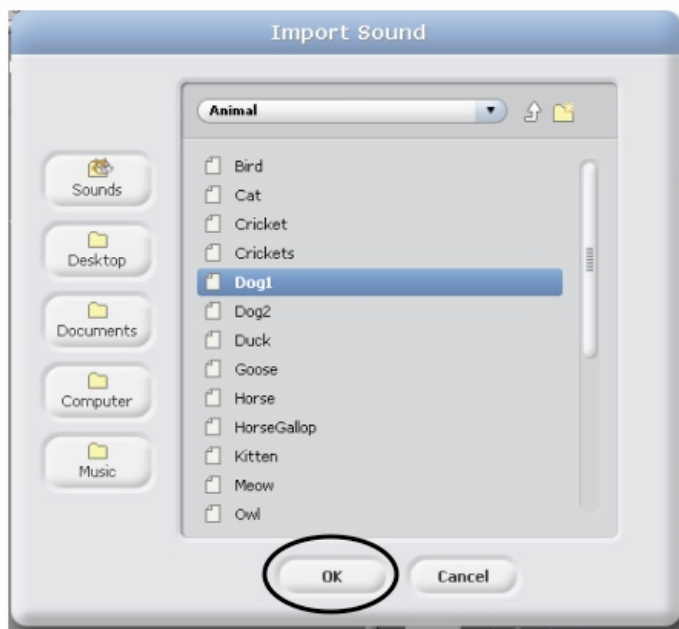 Import Sound
Animal
Sounds
Desktop
Documents
Computer
Music
Bird
Cat
Cricket
Crickets
Dog1
Dog2
Duck
Goose
Horse
HorseGallop
Kitten
Meow
Owl
OK
Cancel